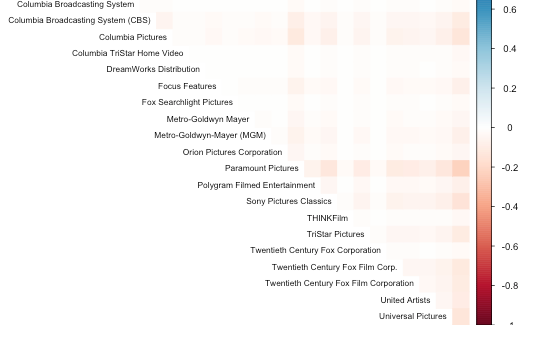 Columbia Broadcasting System
Columbia Broadcasting System (CBS)
Columbia Pictures
Columbia TriStar Home Video
DreamWorks Distribution
Focus Features
Fox Searchlight Pictures
Metro-Goldwyn Mayer
Metro-Goldwyn-Mayer (MGM)
Orion Pictures Corporation
Paramount Pictures
Polygram Filmed Entertainment
Sony Pictures Classics
THINKFilm
TriStar Pictures
Twentieth Century Fox Corporation
Twentieth Century Fox Film Corp.
Twentieth Century Fox Film Corporation
United Artists
Universal Pictures
0.6
0.4
0.2
0
-0.2
-0.4
-0.6
-0.8